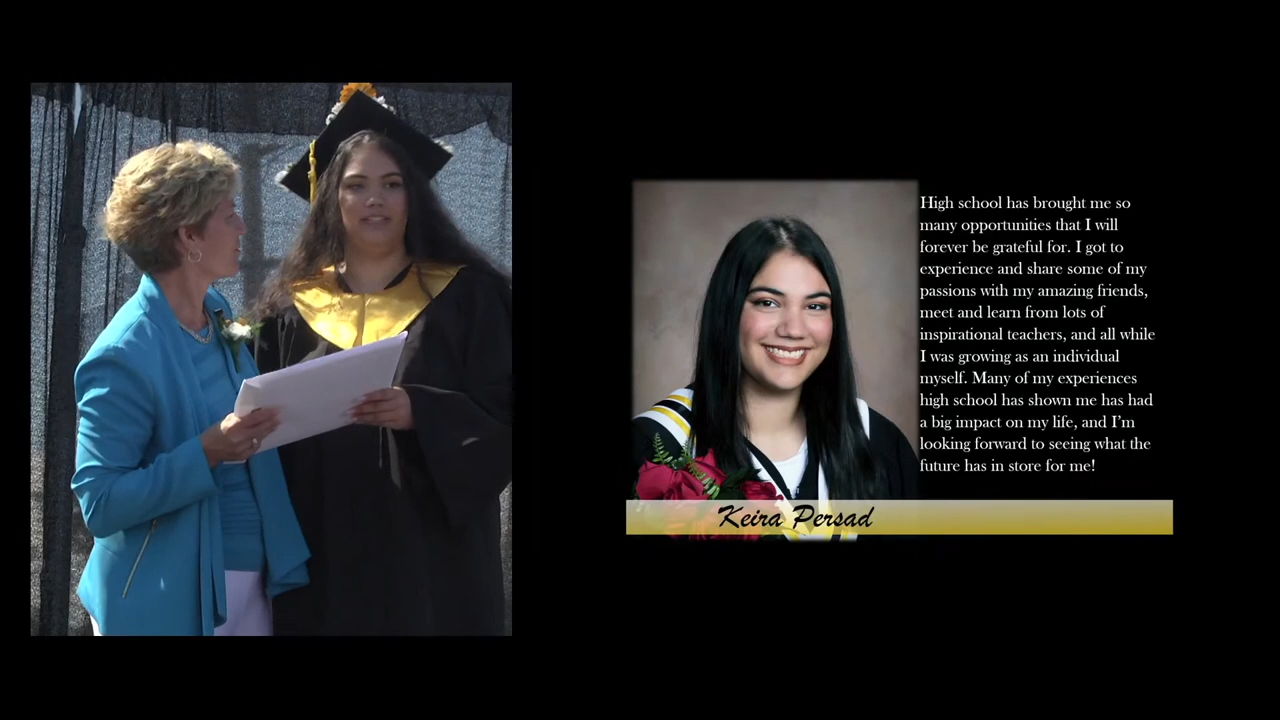 High school has brought me so
many opportunities that I will
forever be grateful for. I got to
experience and share some of my
passions with my amazing friends,
meet and learn from lots of
inspirational teachers, and all while
I was growing as an individual
myself. Many of my experiences
high school has shown me has had
a big impact on my life, and I'm
looking forward to seeing what the
future has in store for me!
Keira Persad